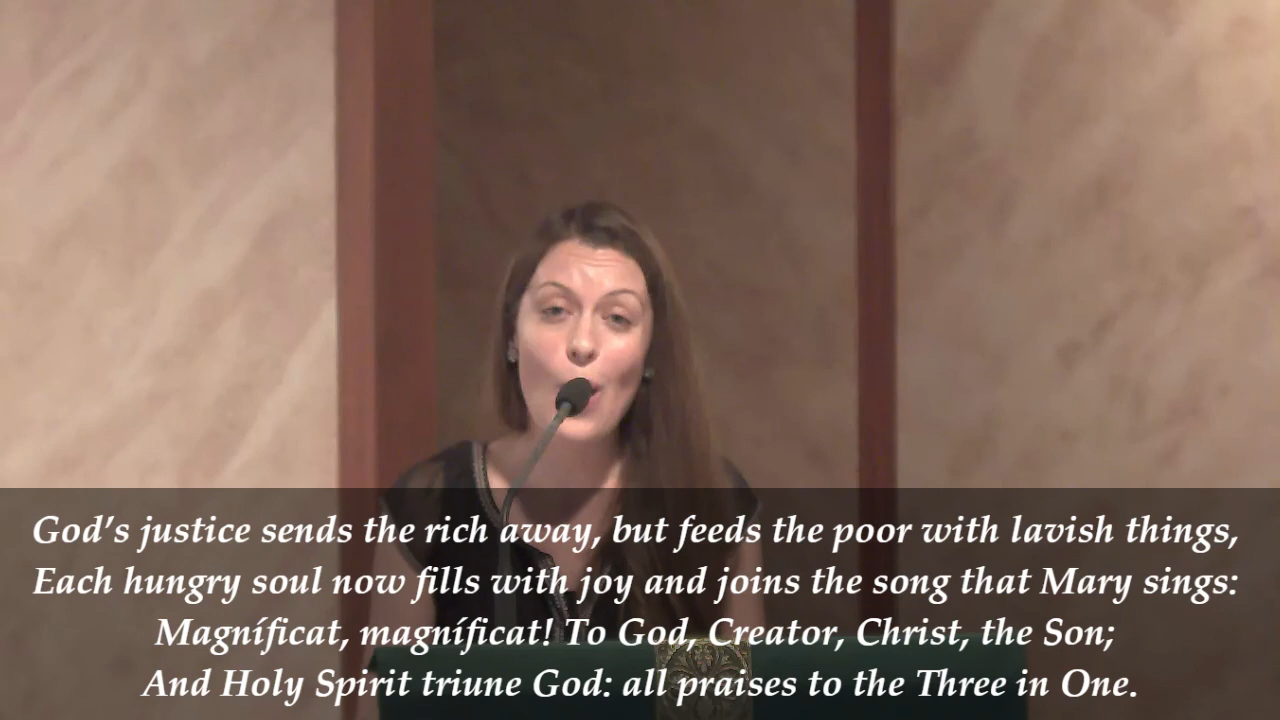 God’s justice sends the rich away, but feeds the poor with lavish things,
Each hungry soul now fills with joy and joins the song that Mary sings:
Magníficat, magníficat! To God, Creator, Christ, the Son;
And Holy Spirit triune God: all praises to the Three in One.